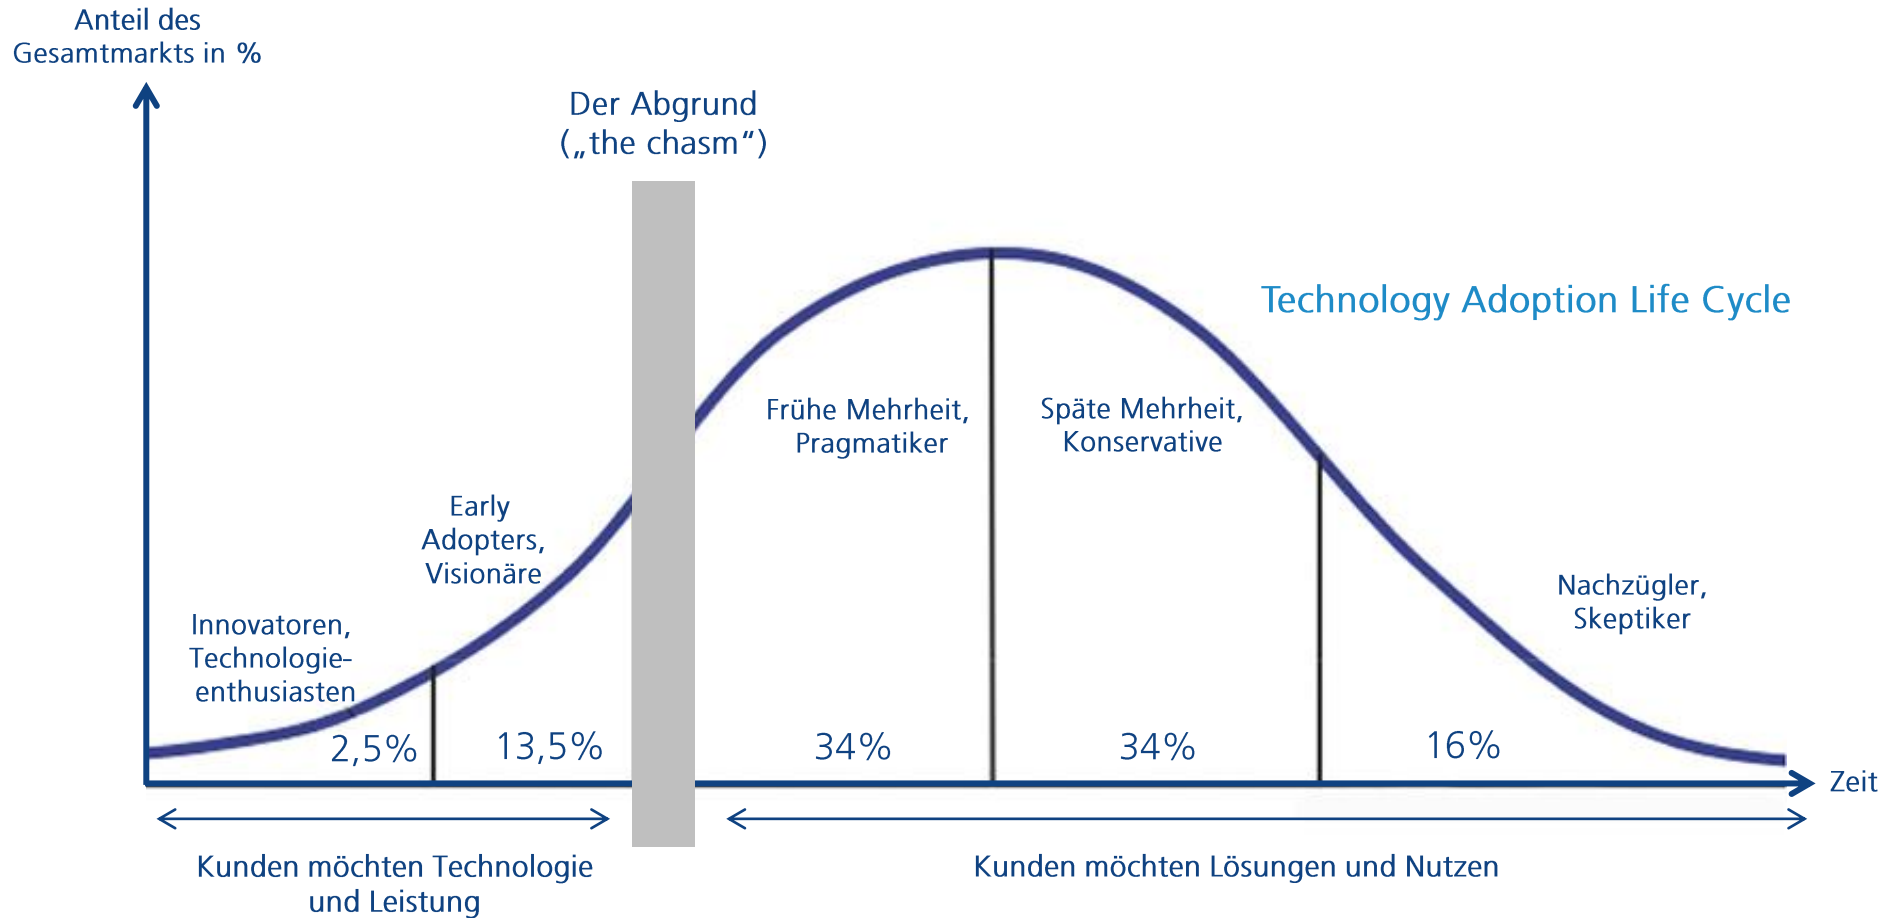 Anteil des
Gesamtmarkts in %
Der Abgrund
(„the chasm“)
Technology Adoption Life Cycle
Frühe Mehrheit,
Pragmatiker
Späte Mehrheit,
Konservative
Early
Adopters,
Visionäre
Nachzügler,
Skeptiker
Innovatoren,
Technologie-
enthusiasten
2,5%
13,5%
34%
34%
16%
Zeit
Kunden möchten Technologie
und Leistung
Kunden möchten Lösungen und Nutzen